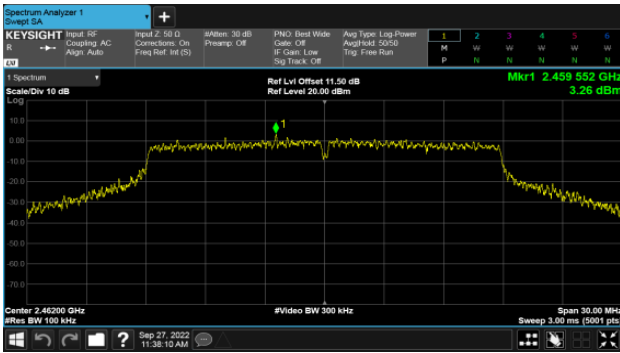 Spectrum Analyzer 1
Swept SA
+
KEYSIGHT Input: RF Input Z: 50 Ω #Atten: 30 dB PNO: Best Wide Avg Type: Log-Power 1 2 3 4 5 6
R Coupling: AC Corrections: On Preamp: Off Gate: Off Avg|Hold: 50/50 M W W W W W
Align: Auto Freq Ref: Int (S) IF Gain: Low Trig: Free Run P N N N N N
LXI Sig Track: Off
1 Spectrum Ref Lvl Offset 11.50 dB Mkr1 2.459 552 GHz
Scale/Div 10 dB Ref Level 20.00 dBm 3.26 dBm
Log
10.0
1
0.00
-10.0
-20.0
-30.0
-40.0
-50.0
-60.0
-70.0
Center 2.46200 GHz #Video BW 300 kHz Span 30.00 MHz
#Res BW 100 kHz Sweep 3.00 ms (5001 pts)
? Sep 27, 2022
11:38:10 AM